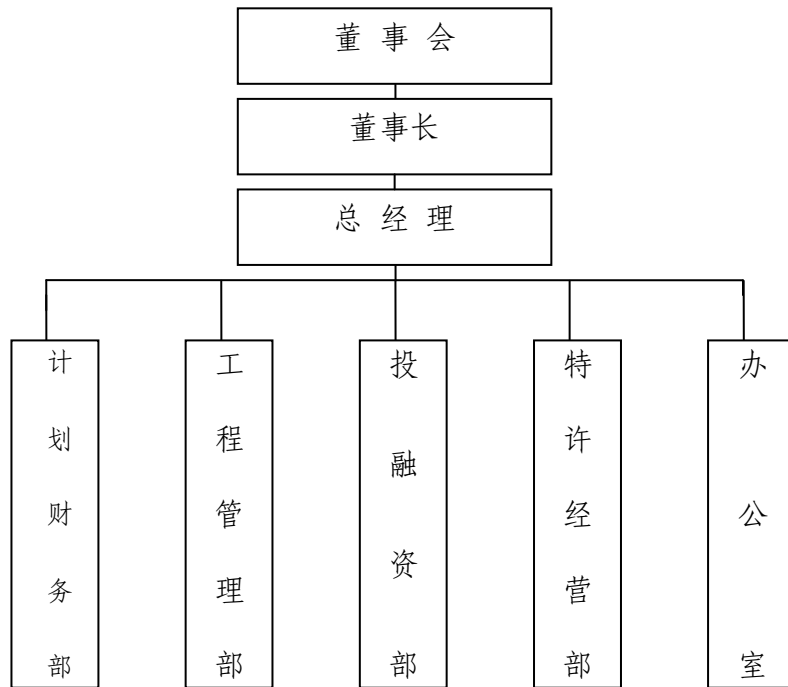 董事会
董事长
总经理
计划财务部
工程管理部
投融资部
特许经营部
办公室